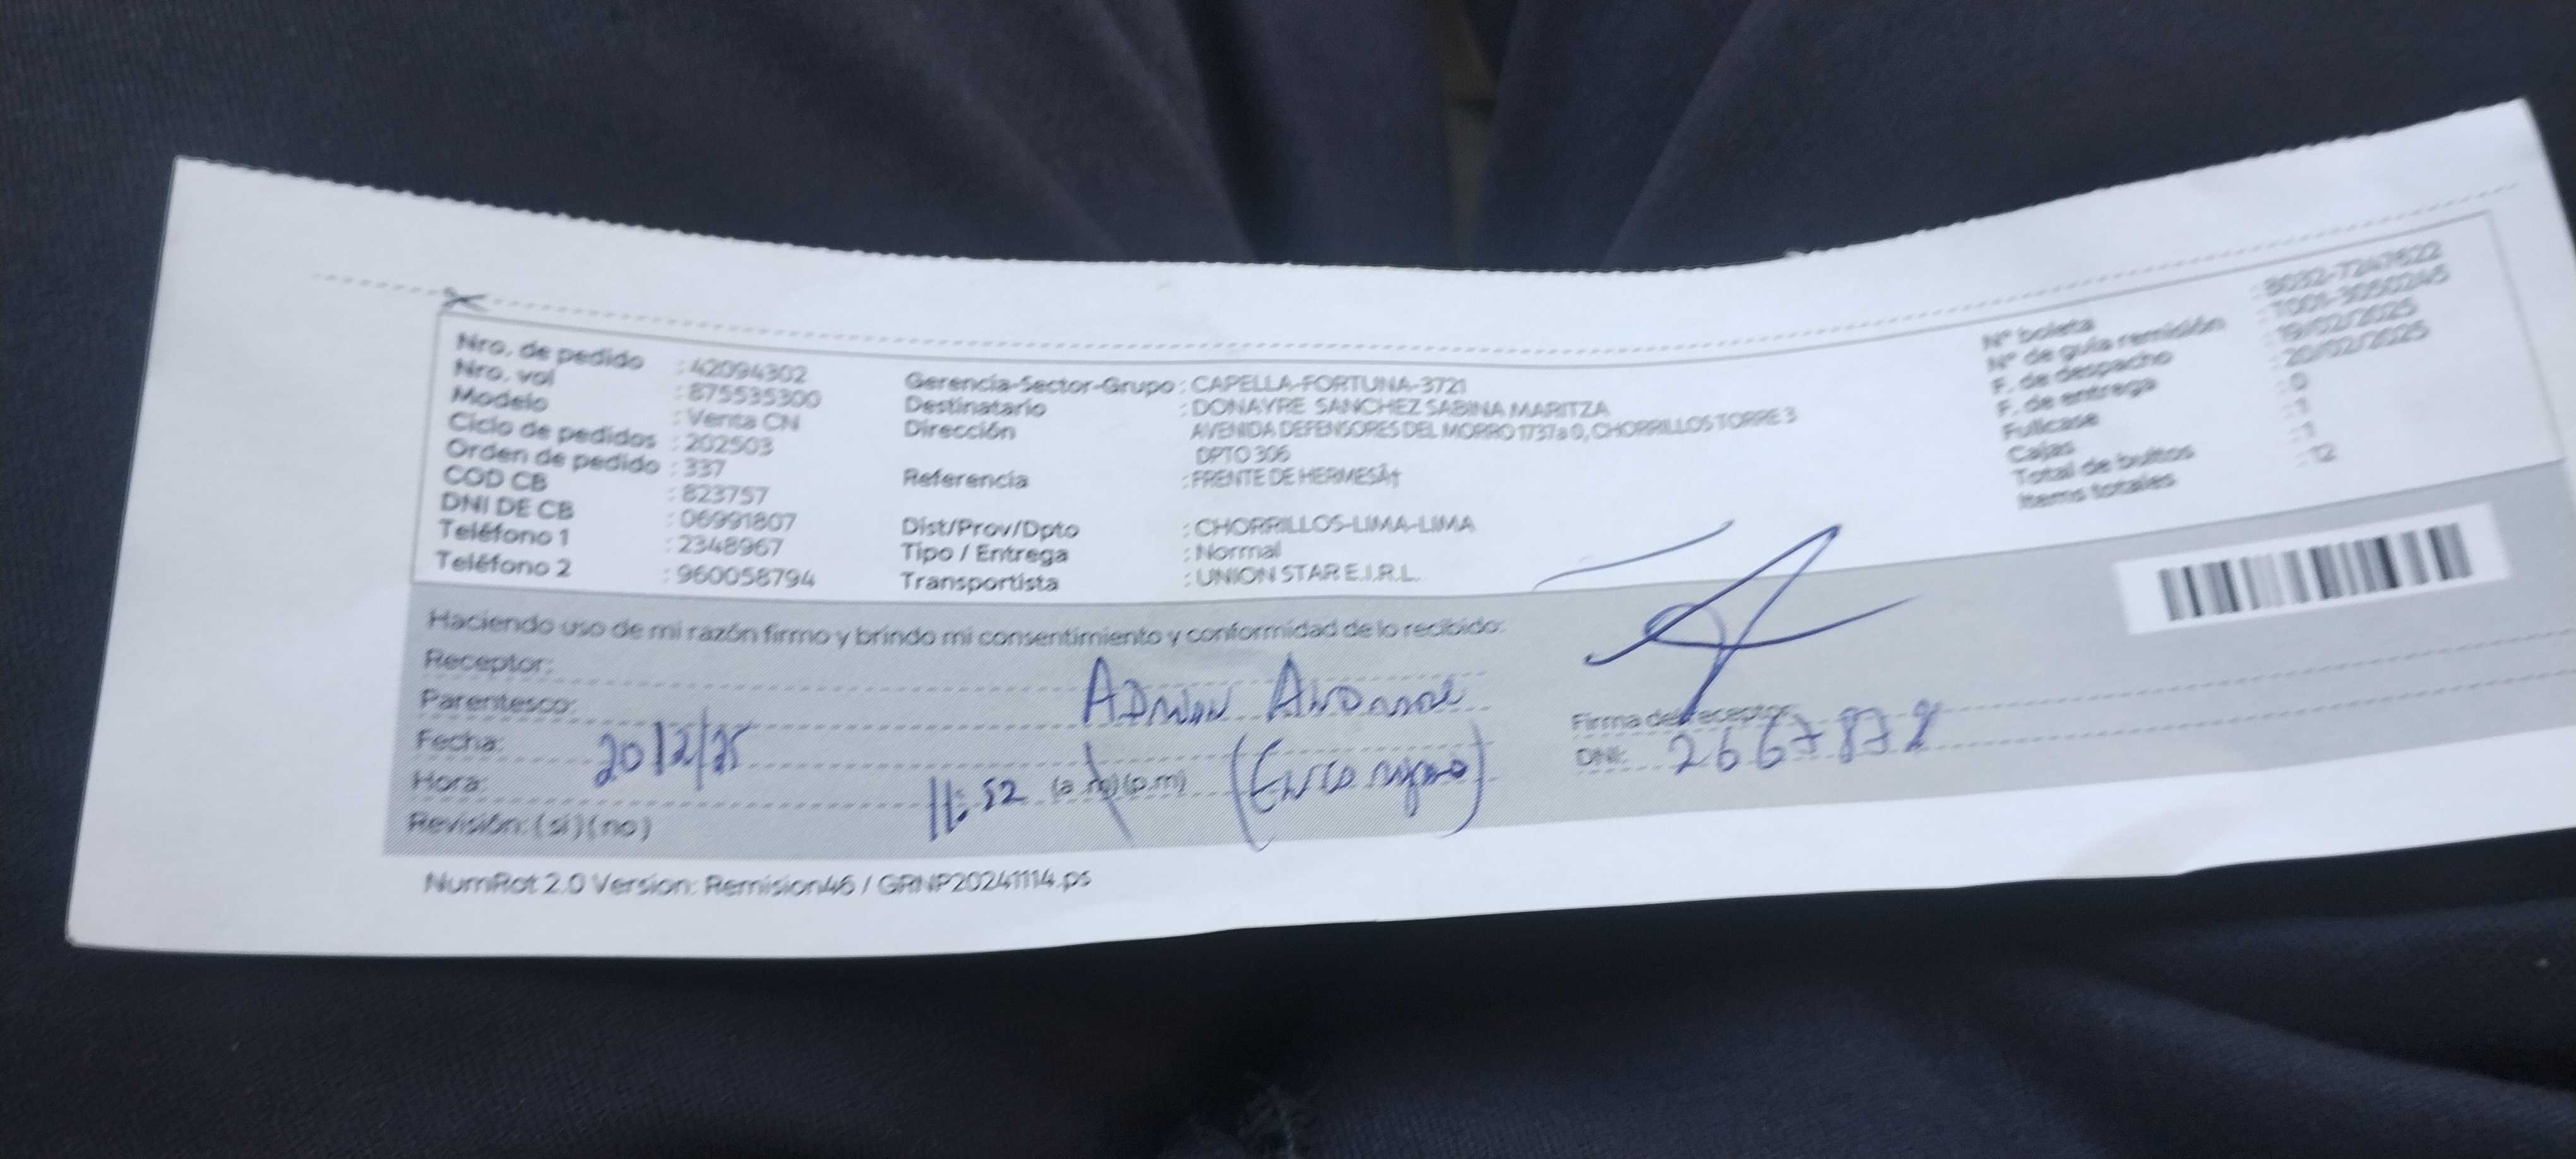 Nro. de pedido : 42094302
Nro. vol : 875535300
Modelo : Venta CN
Ciclo de pedidos : 202503
Orden de pedido : 337
COD CB : 823757
DNI DE CB : 06991807
Teléfono 1 : 2348967
Teléfono 2 : 960058794
Gerencia-Sector-Grupo : CAPELLA-FORTUNA-3721
Destinatario : DONAYRE SANCHEZ SABINA MARITZA
Dirección AVENIDA DEFENSORES DEL MORRO 1737a 0, CHORRILLOS TORRE 3
DPTO 306
Referencia : FRENTE DE HERMESÂ†
Dist/Prov/Dpto : CHORRILLOS-LIMA-LIMA
Tipo / Entrega : Normal
Transportista : UNION STAR E.I.R.L.
Nº boleta : B032-7247622
Nº de guía remisión : T001-3050245
F. de despacho : 19/02/2025
F. de entrega : 20/02/2025
Fullcase : 0
Cajas : 1
Total de bultos : 1
Items totales : 12
Haciendo uso de mi razón firmo y brindo mi consentimiento y conformidad de lo recibido:
Receptor: Adrian
Parentesco:
Fecha: 20/2/25
Hora: 11:52 (a.m)(p.m)
Revisión: (si) (no)
Firma del receptor
DNI:
NumRot 2.0 Version: Remision46 / GRNP20241114.ps